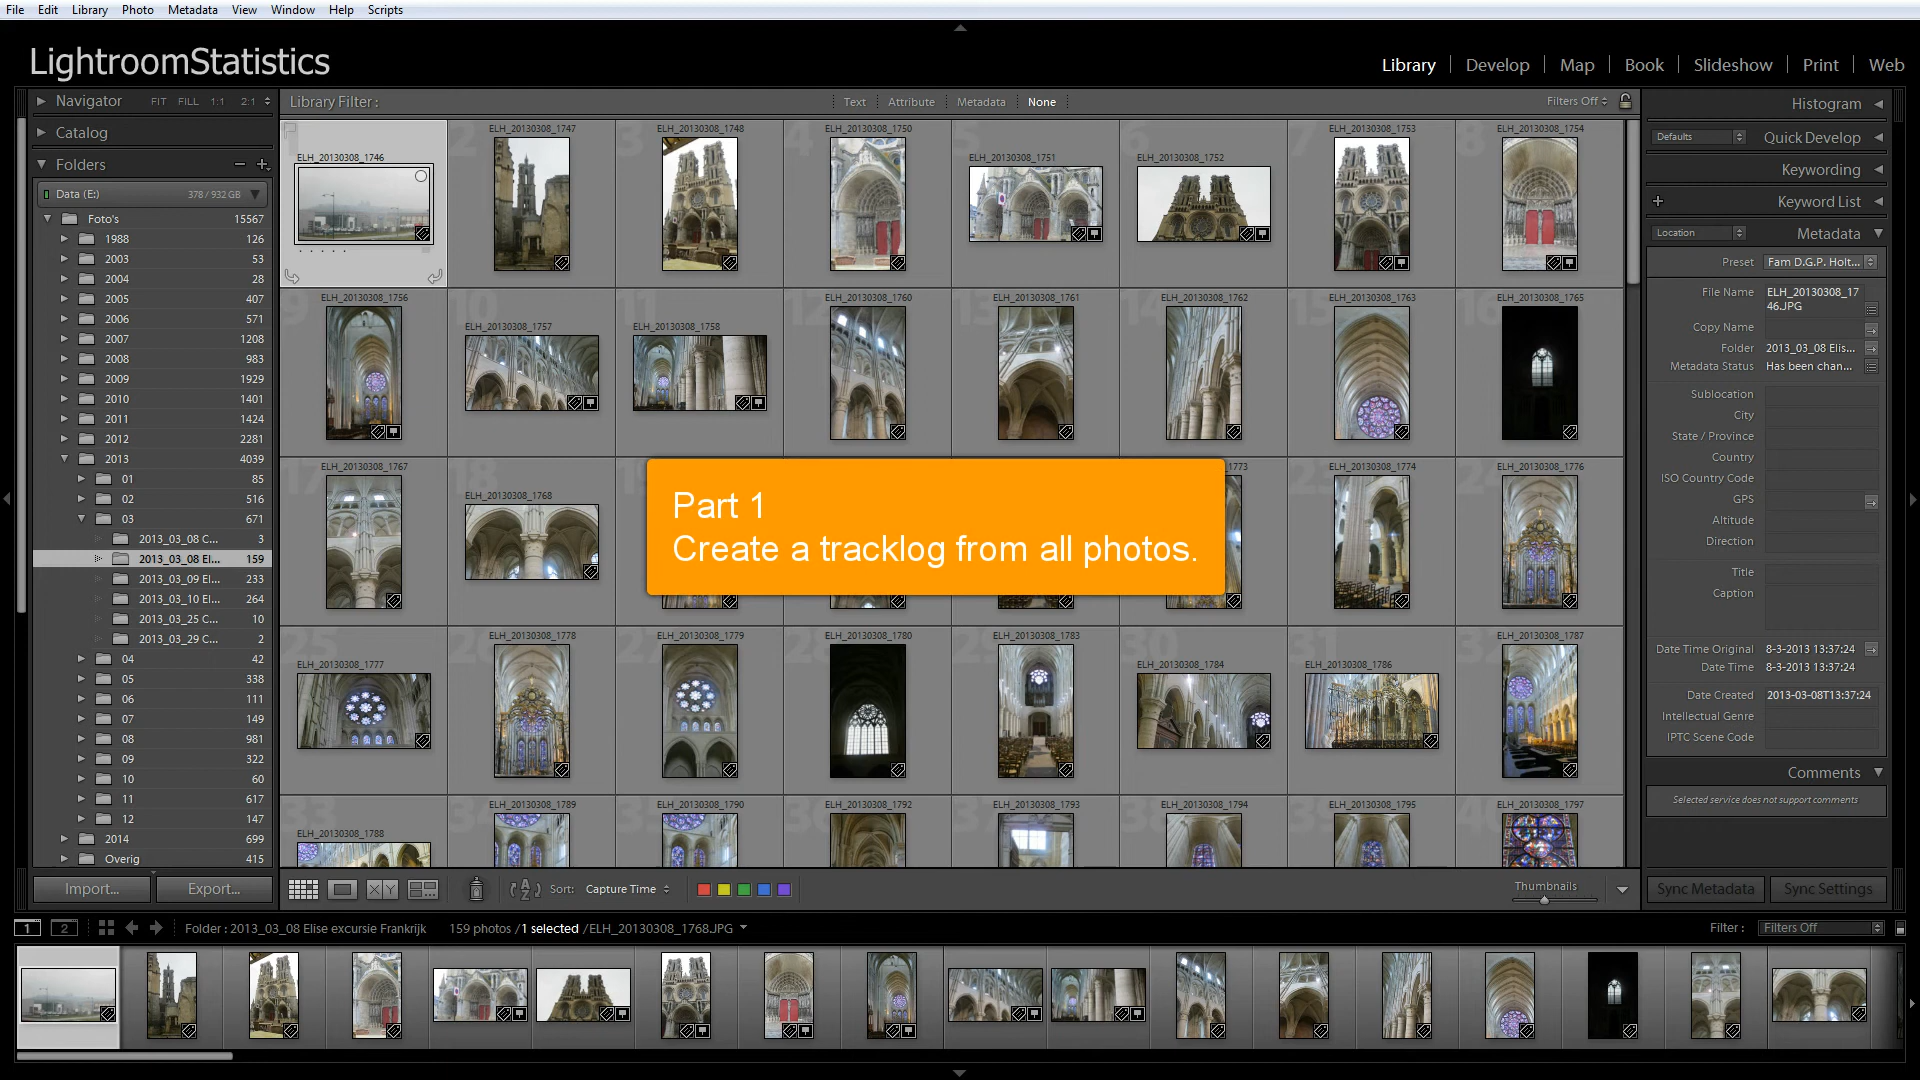 File Edit Library Photo Metadata View Window Help Scripts
LightroomStatistics
Library Develop Map Book Slideshow Print Web
Navigator FIT FILL 1:1 2:1
Catalog
Folders
Data (E:) 378 / 932 GB
Foto's 15567
1988 126
2003 53
2004 28
2005 407
2006 571
2007 1208
2008 983
2009 1929
2010 1401
2011 1424
2012 2281
2013 4039
01 85
02 516
03 671
2013_03_08 C... 3
2013_03_08 El... 159
2013_03_09 El... 233
2013_03_10 El... 264
2013_03_25 C... 10
2013_03_29 C... 2
04 42
05 338
06 111
07 149
08 981
09 322
10 60
11 617
12 147
2014 699
Overig 415
Import... Export...
Library Filter : Text Attribute Metadata None Filters Off
ELH_20130308_1746 ELH_20130308_1747 ELH_20130308_1748 ELH_20130308_1750 ELH_20130308_1751 ELH_20130308_1752 ELH_20130308_1753 ELH_20130308_1754
ELH_20130308_1756 ELH_20130308_1757 ELH_20130308_1758 ELH_20130308_1760 ELH_20130308_1761 ELH_20130308_1762 ELH_20130308_1763 ELH_20130308_1765
ELH_20130308_1767 ELH_20130308_1768 1773 ELH_20130308_1774 ELH_20130308_1776
Part 1
Create a tracklog from all photos.
ELH_20130308_1777 ELH_20130308_1778 ELH_20130308_1779 ELH_20130308_1780 ELH_20130308_1783 ELH_20130308_1784 ELH_20130308_1786 ELH_20130308_1787
ELH_20130308_1788 ELH_20130308_1789 ELH_20130308_1790 ELH_20130308_1792 ELH_20130308_1793 ELH_20130308_1794 ELH_20130308_1795 ELH_20130308_1797
Sort: Capture Time Thumbnails
Histogram
Defaults Quick Develop
Keywording
Keyword List
Location Metadata
Preset Fam D.G.P. Holt...
File Name ELH_20130308_17
46.JPG
Copy Name
Folder 2013_03_08 Elis...
Metadata Status Has been chan...
Sublocation
City
State / Province
Country
ISO Country Code
GPS
Altitude
Direction
Title
Caption
Date Time Original 8-3-2013 13:37:24
Date Time 8-3-2013 13:37:24
Date Created 2013-03-08T13:37:24
Intellectual Genre
IPTC Scene Code
Comments
Selected service does not support comments
Sync Metadata Sync Settings
1 2 Folder : 2013_03_08 Elise excursie Frankrijk 159 photos / 1 selected / ELH_20130308_1768.JPG Filter : Filters Off